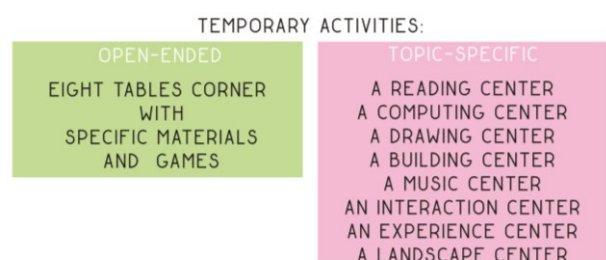 TEMPORARY ACTIVITIES:
OPEN-ENDED
EIGHT TABLES CORNER
WITH
SPECIFIC MATERIALS
AND GAMES
TOPIC-SPECIFIC
A READING CENTER
A COMPUTING CENTER
A DRAWING CENTER
A BUILDING CENTER
A MUSIC CENTER
AN INTERACTION CENTER
AN EXPERIENCE CENTER
A LANDSCAPE CENTER